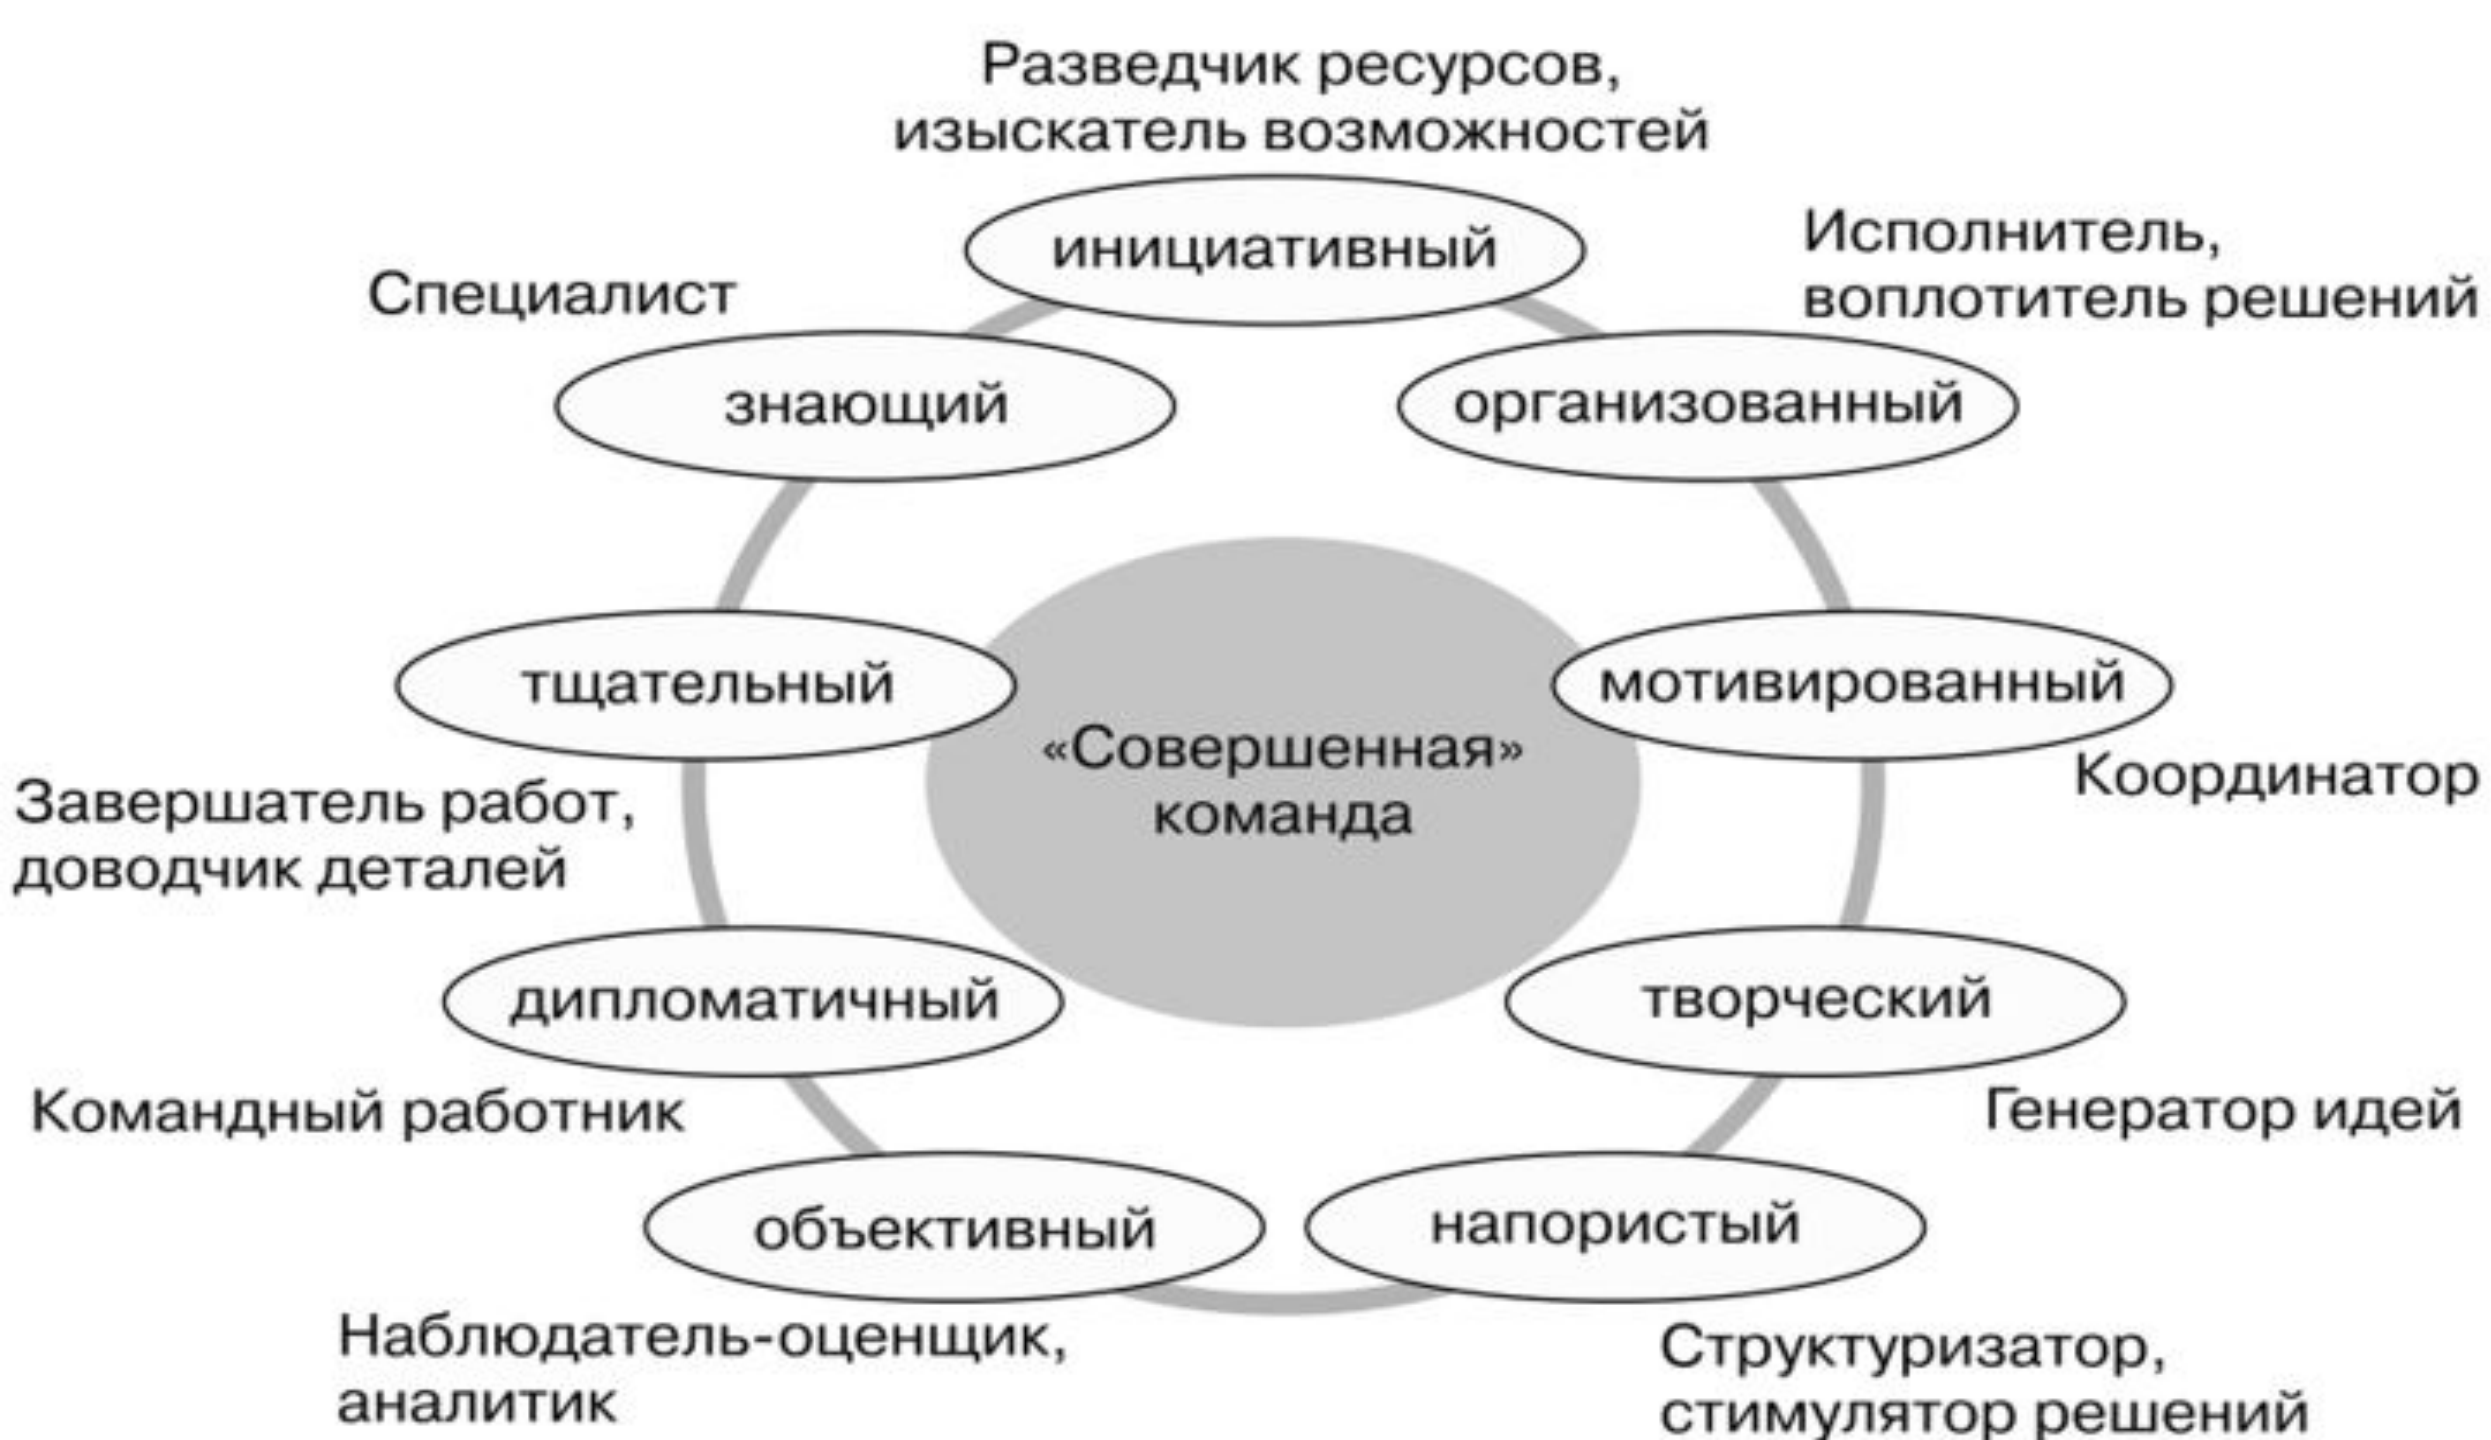 Разведчик ресурсов,
изыскатель возможностей
инициативный
Исполнитель,
воплотитель решений
Специалист
знающий
организованный
тщательный
мотивированный
«Совершенная»
команда
Координатор
Завершатель работ,
доводчик деталей
дипломатичный
творческий
Командный работник
Генератор идей
объективный
напористый
Наблюдатель-оценщик,
аналитик
Структуризатор,
стимулятор решений